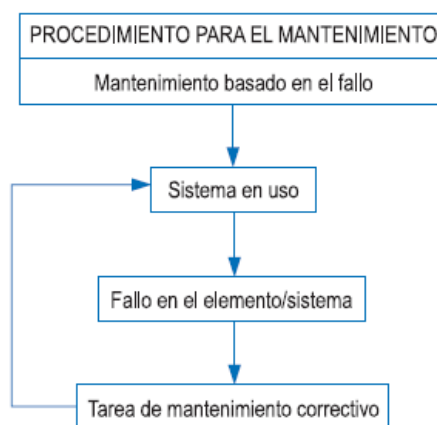 PROCEDIMIENTO PARA EL MANTENIMIENTO
Mantenimiento basado en el fallo
Sistema en uso
Fallo en el elemento/sistema
Tarea de mantenimiento correctivo